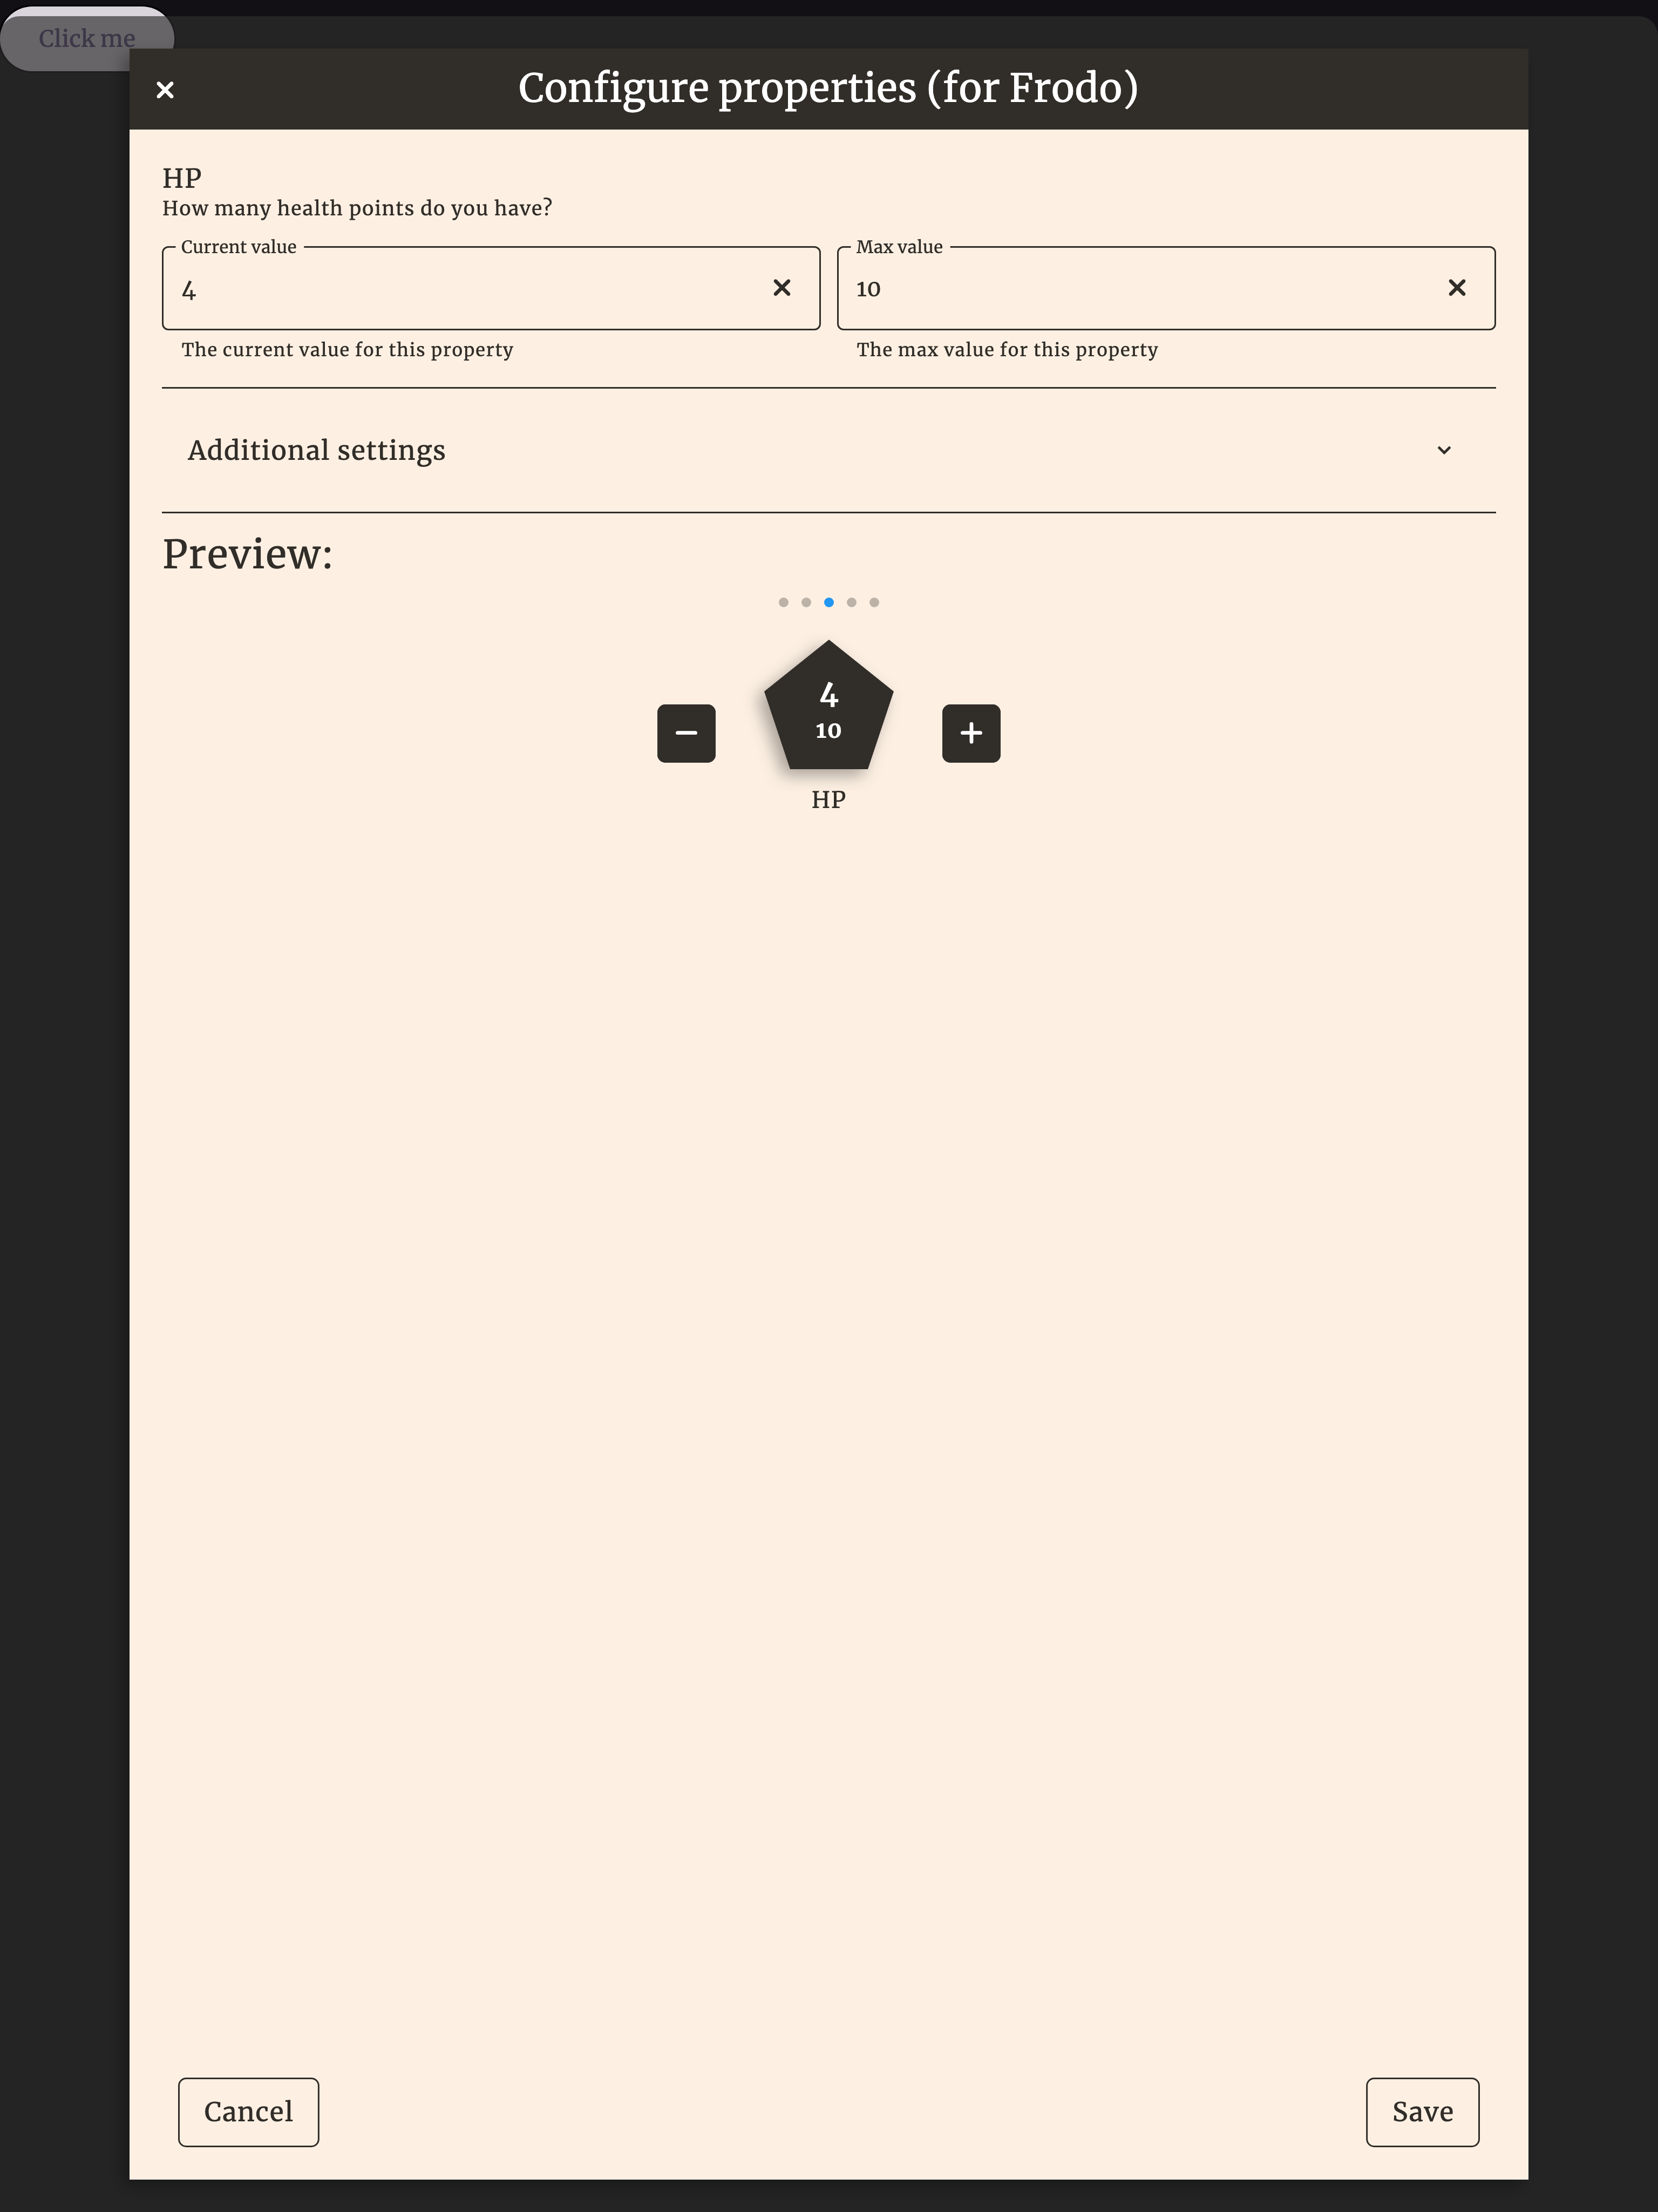 Click me
Configure properties (for Frodo)
HP
How many health points do you have?
Current value
4
The current value for this property
Max value
10
The max value for this property
Additional settings
Preview:
4
10
HP
Cancel
Save